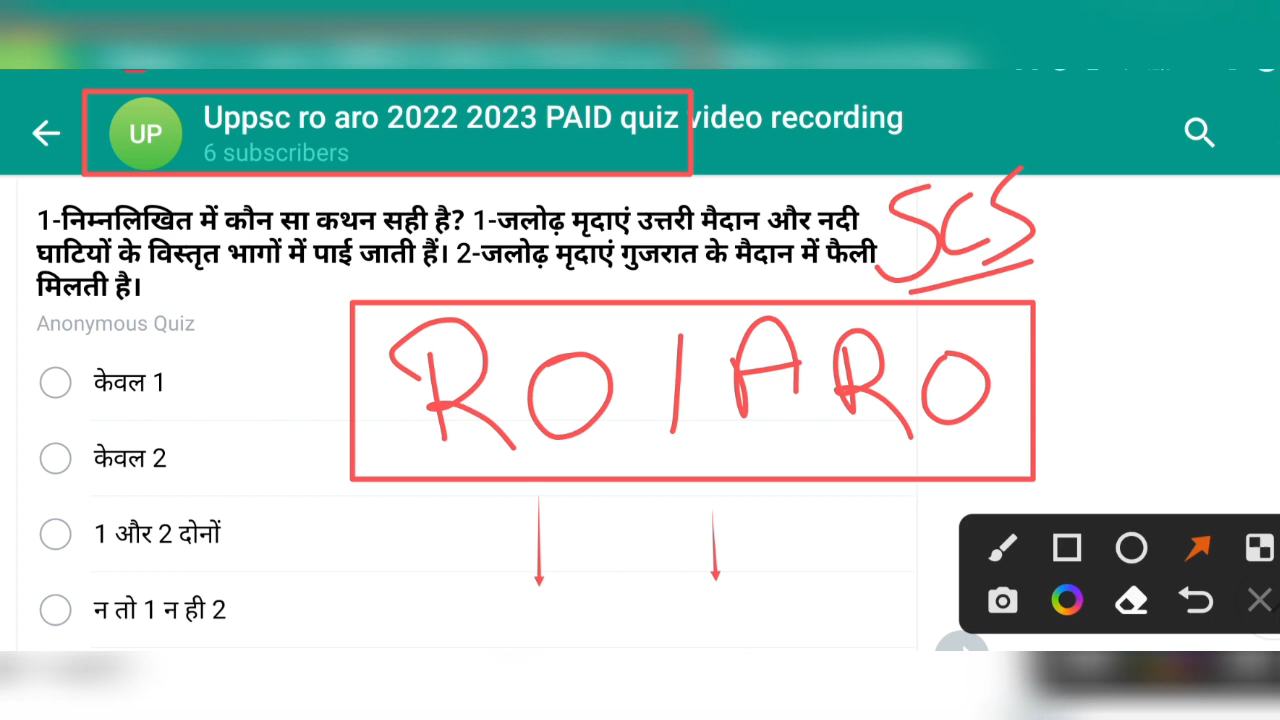 UP
Uppsc ro aro 2022 2023 PAID quiz video recording
6 subscribers
1-निम्नलिखित में कौन सा कथन सही है? 1-जलोढ़ मृदाएं उत्तरी मैदान और नदी
घाटियों के विस्तृत भागों में पाई जाती हैं। 2-जलोढ़ मृदाएं गुजरात के मैदान में फैली
मिलती है।
SCS
Anonymous Quiz
RO/ARO
केवल 1
केवल 2
1 और 2 दोनों
न तो 1 न ही 2